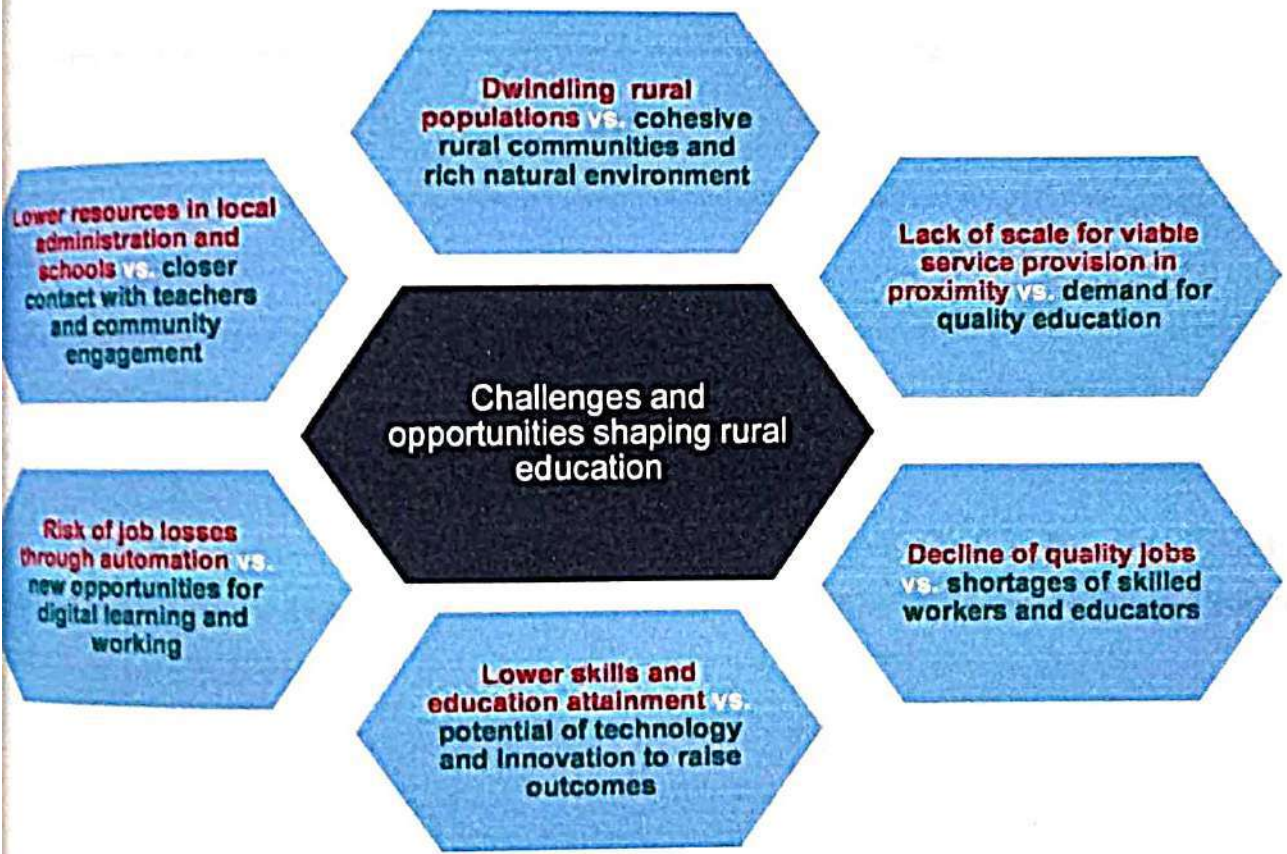 Dwindling rural
populations vs. cohesive
rural communities and
rich natural environment
Lower resources in local
administration and
schools vs. closer
contact with teachers
and community
engagement
Lack of scale for viable
service provision in
proximity vs. demand for
quality education
Challenges and
opportunities shaping rural
education
Risk of job losses
through automation vs.
new opportunities for
digital learning and
working
Decline of quality jobs
vs. shortages of skilled
workers and educators
Lower skills and
education attainment vs.
potential of technology
and innovation to raise
outcomes